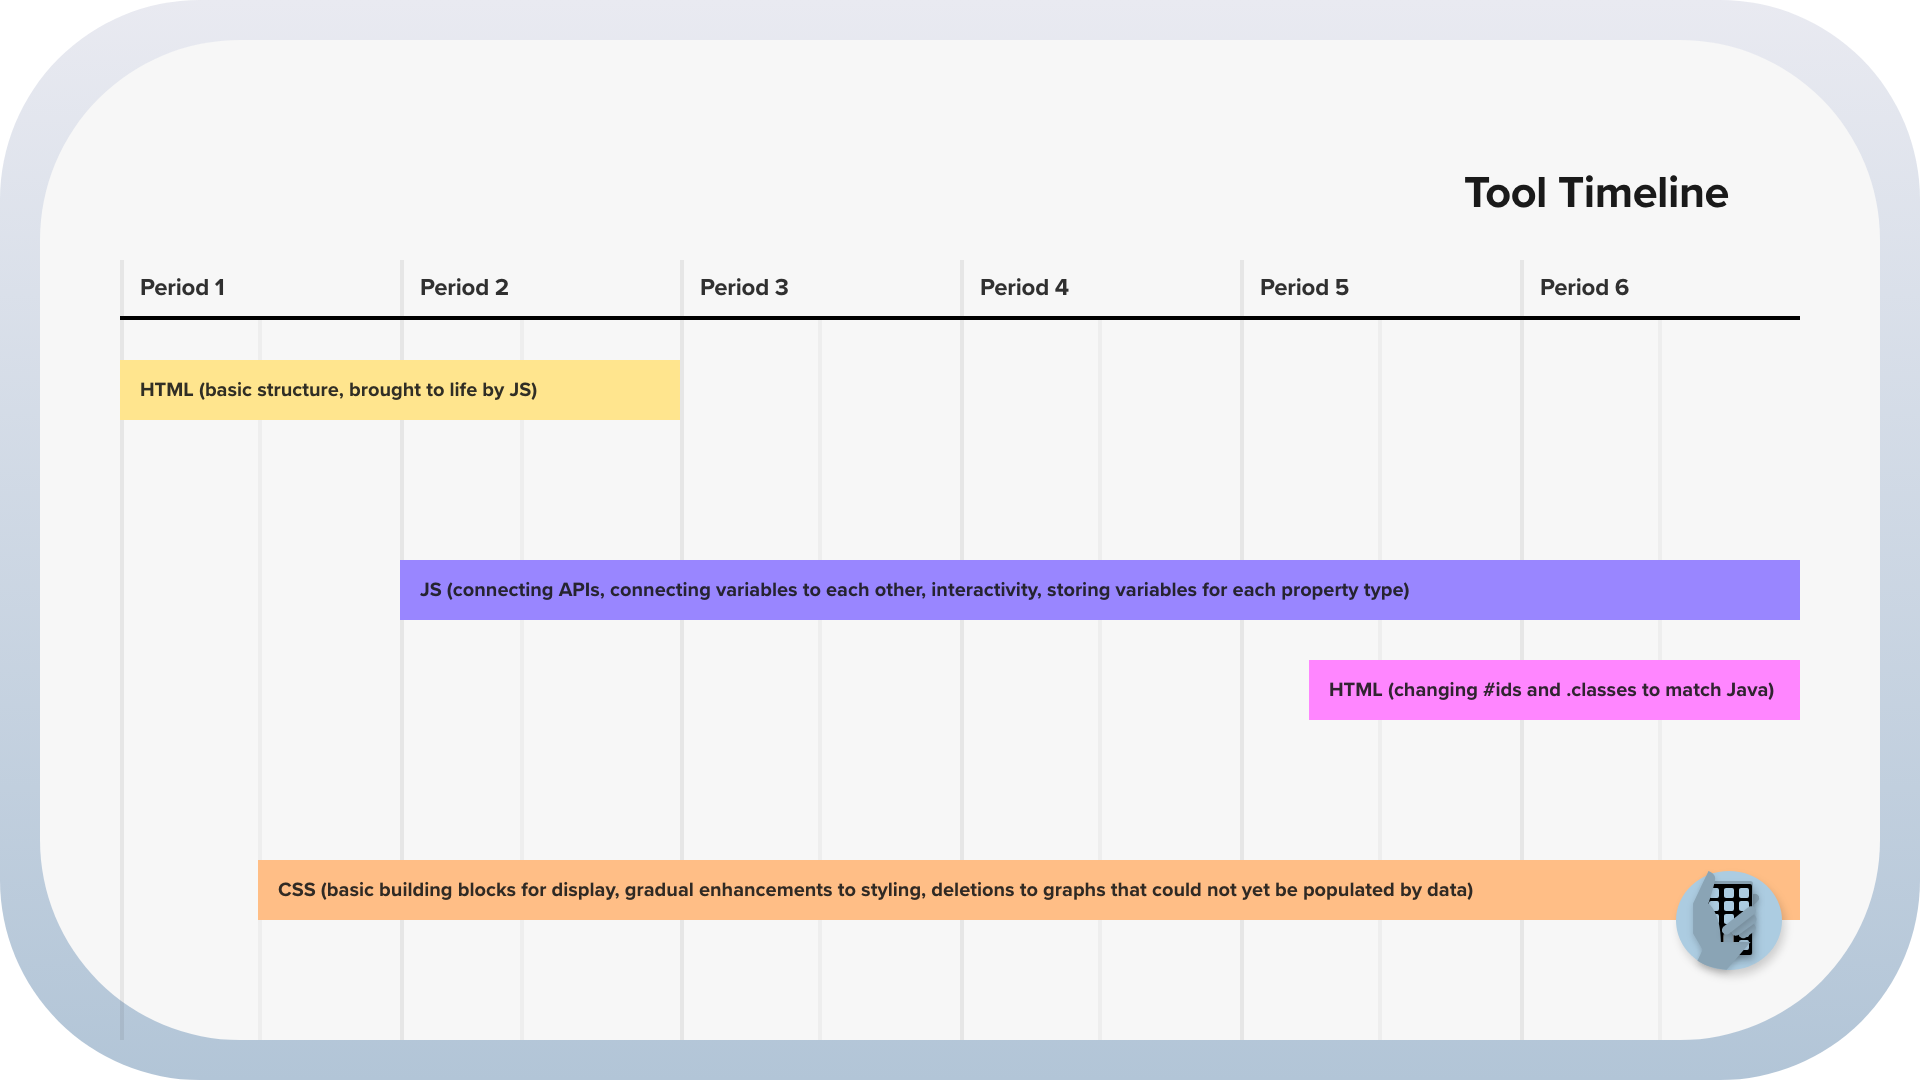 Tool Timeline
Period 1
Period 2
Period 3
Period 4
Period 5
Period 6
HTML (basic structure, brought to life by JS)
JS (connecting APIs, connecting variables to each other, interactivity, storing variables for each property type)
HTML (changing #ids and .classes to match Java)
CSS (basic building blocks for display, gradual enhancements to styling, deletions to graphs that could not yet be populated by data)